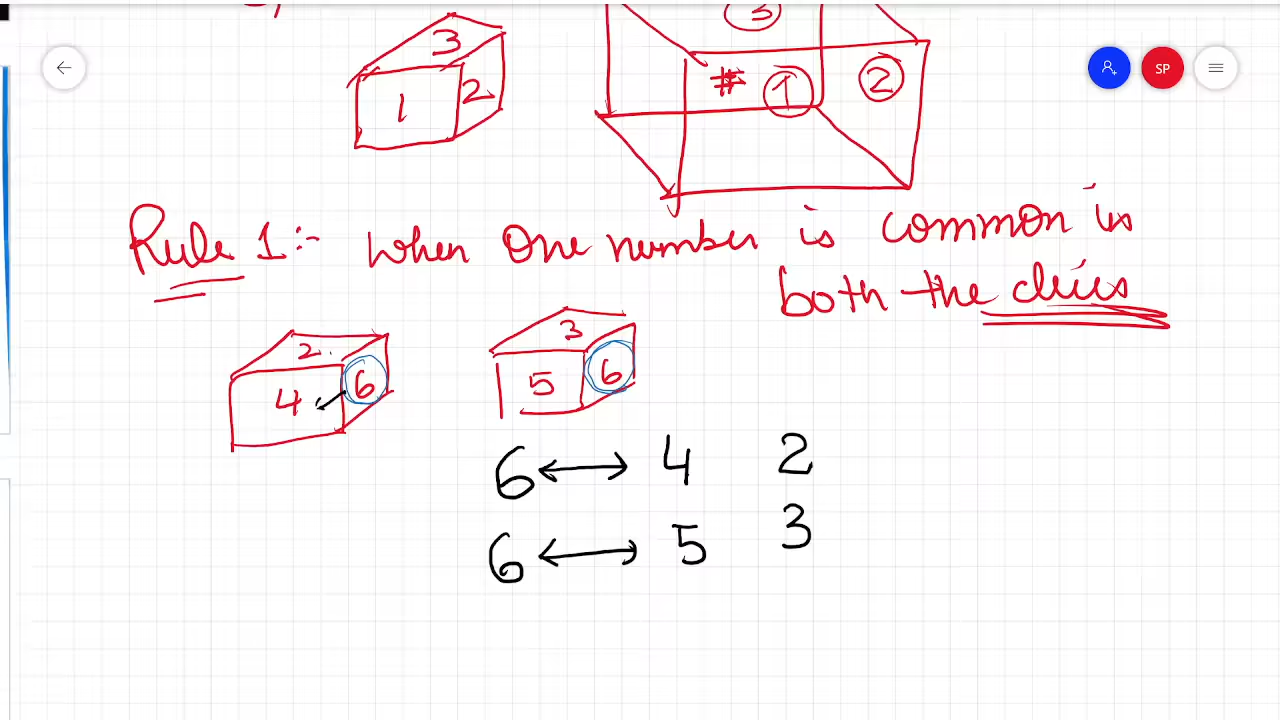 3
1 2
3
# 1 2
SP
Rule 1:- When One number is common in
both the dices
2
4 6
3
5 6
6 ↔ 4 2
6 ↔ 5 3